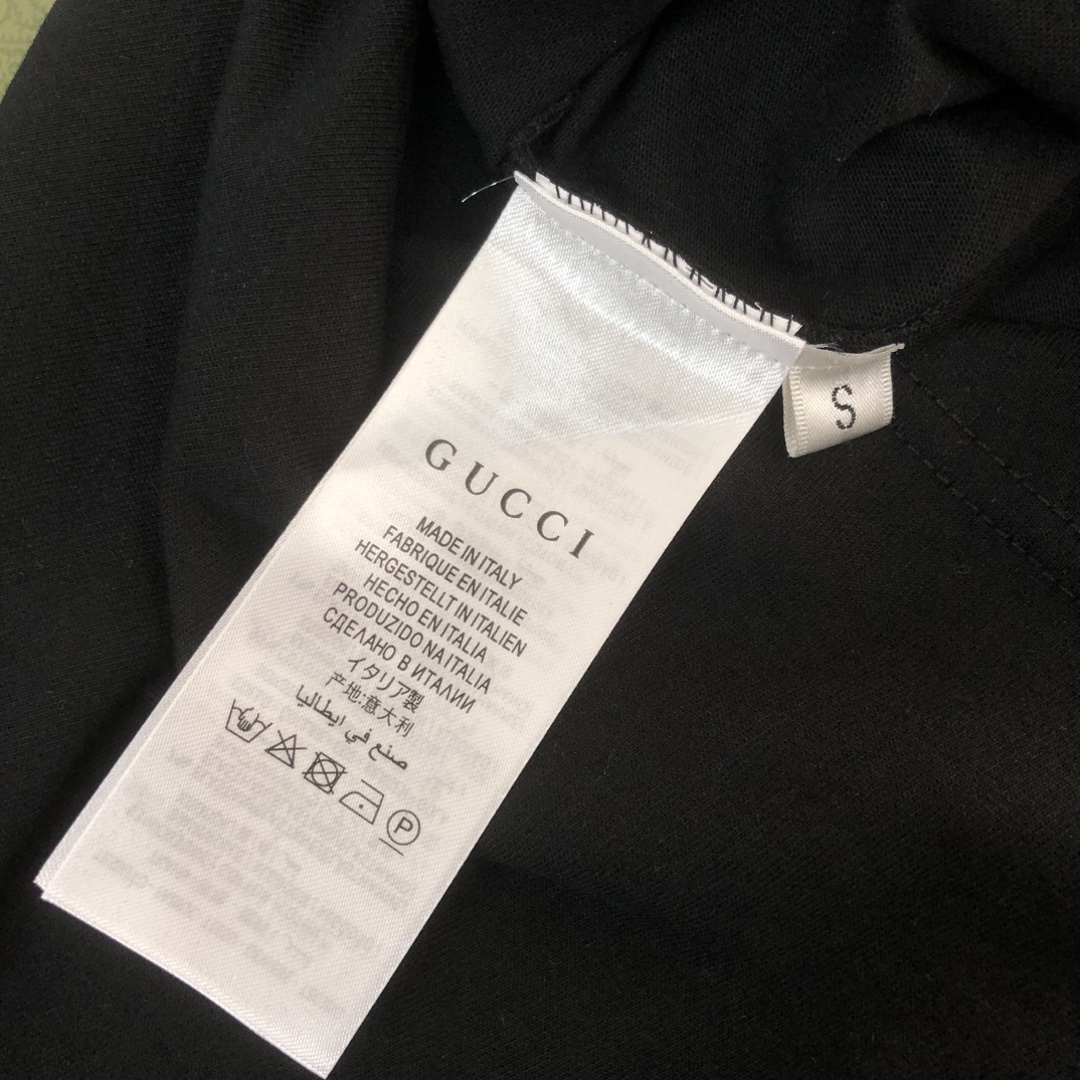 GUCCI
MADE IN ITALY
FABRIQUE EN ITALIE
HERGESTELLT IN ITALIEN
HECHO EN ITALIA
PRODUZIDO NA ITALIA
СДЕЛАНО В ИТАЛИИ
イタリア製
产地:意大利
صنع في ايطاليا
P
S